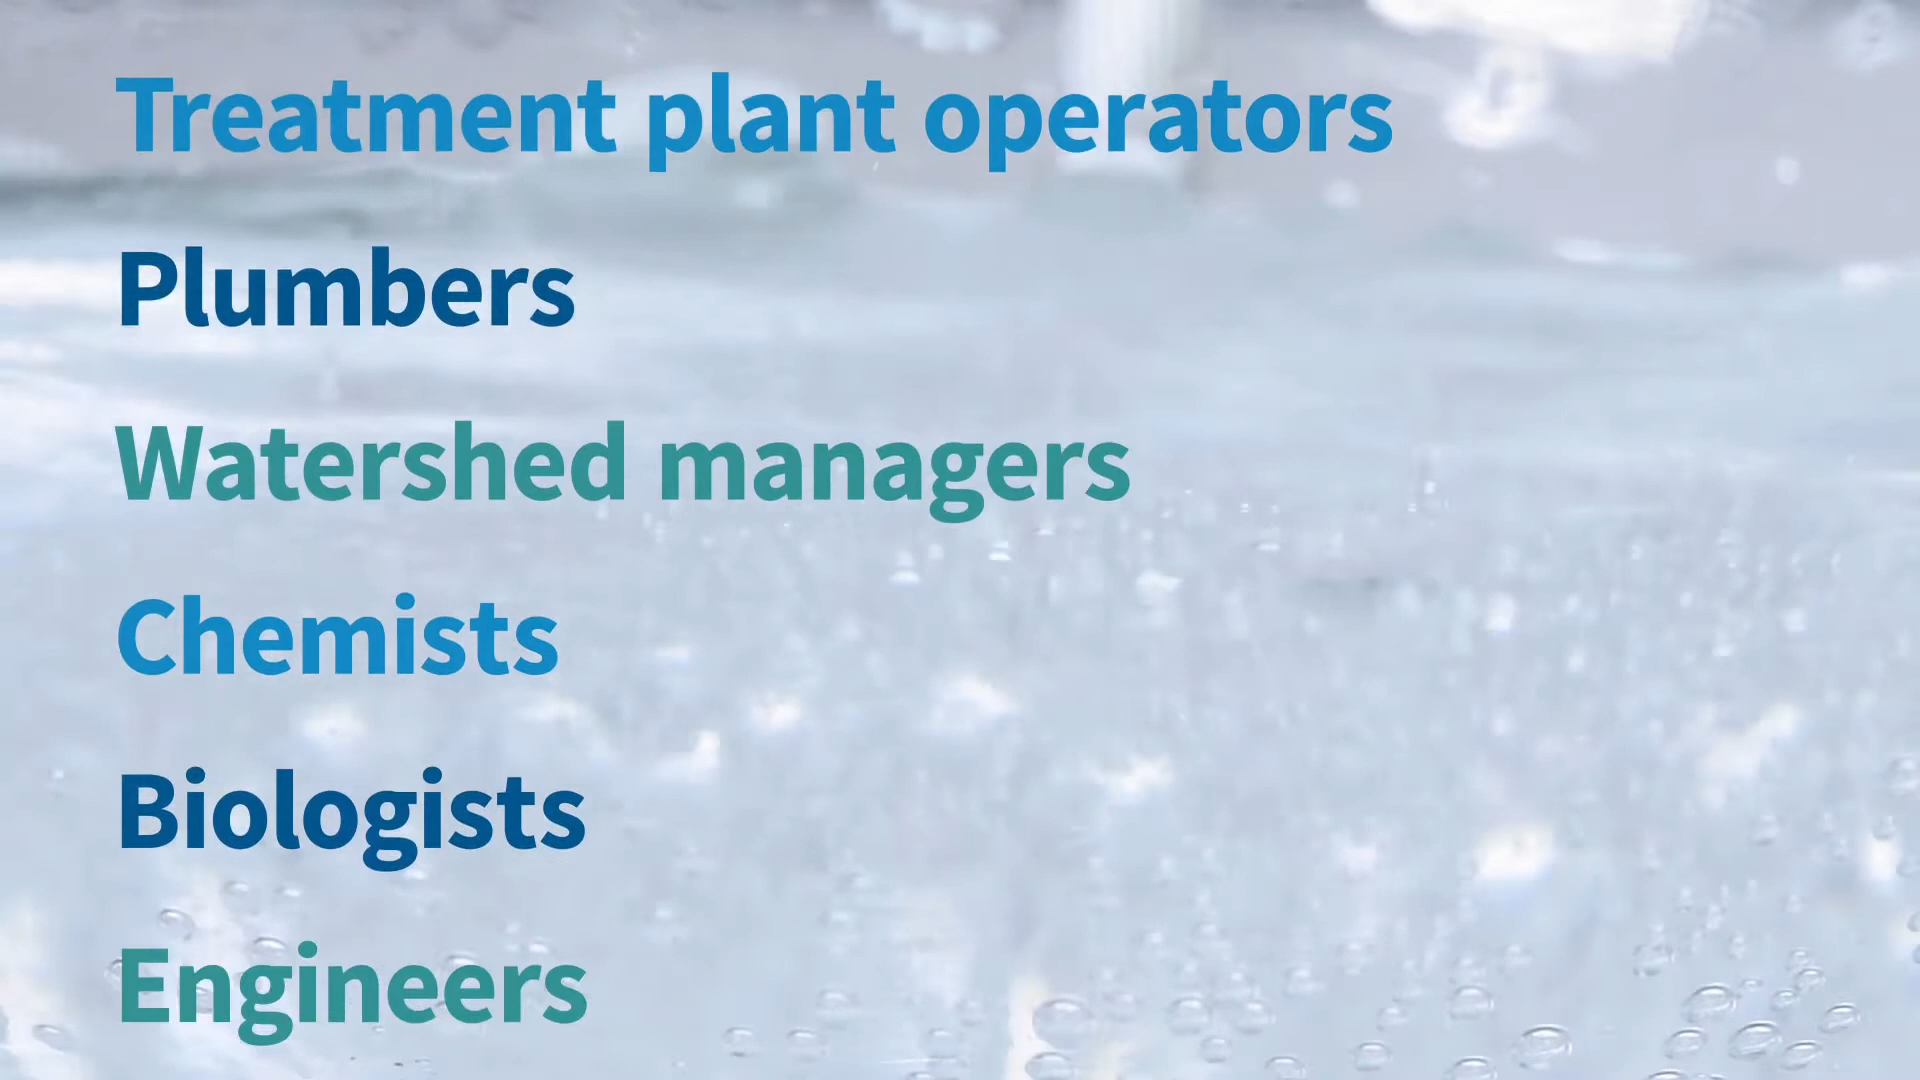 Treatment plant operators
Plumbers
Watershed managers
Chemists
Biologists
Engineers